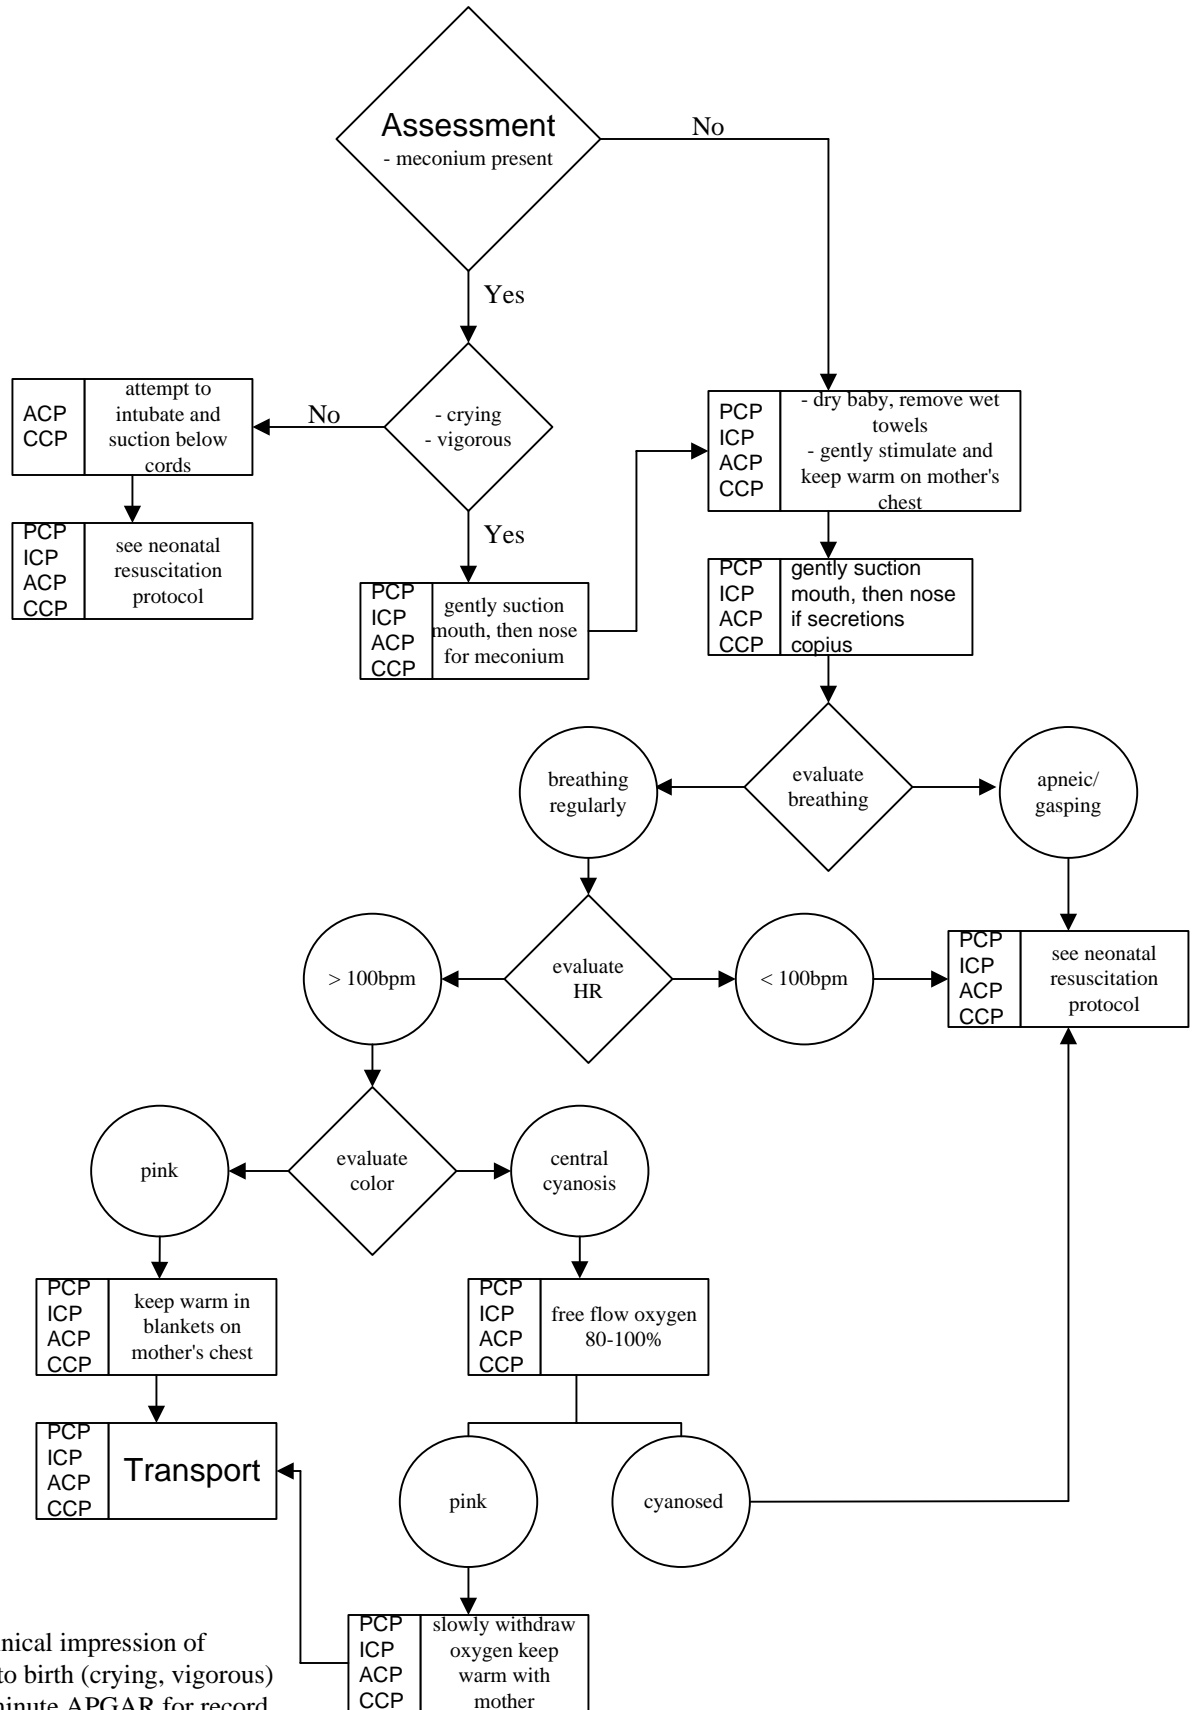 Assessment
- meconium present
No
Yes
- crying
- vigorous
No
ACP
CCP
attempt to
intubate and
suction below
cords
PCP
ICP
ACP
CCP
see neonatal
resuscitation
protocol
Yes
PCP
ICP
ACP
CCP
gently suction
mouth, then nose
for meconium
PCP
ICP
ACP
CCP
- dry baby, remove wet
towels
- gently stimulate and
keep warm on mother's
chest
PCP
ICP
ACP
CCP
gently suction
mouth, then nose
if secretions
copius
evaluate
breathing
breathing
regularly
apneic/
gasping
evaluate
HR
> 100bpm
< 100bpm
PCP
ICP
ACP
CCP
see neonatal
resuscitation
protocol
evaluate
color
pink
central
cyanosis
PCP
ICP
ACP
CCP
keep warm in
blankets on
mother's chest
PCP
ICP
ACP
CCP
free flow oxygen
80-100%
PCP
ICP
ACP
CCP
Transport
pink
cyanosed
PCP
ICP
ACP
CCP
slowly withdraw
oxygen keep
warm with
mother
nical impression of
to birth (crying, vigorous)
minute APGAR for record